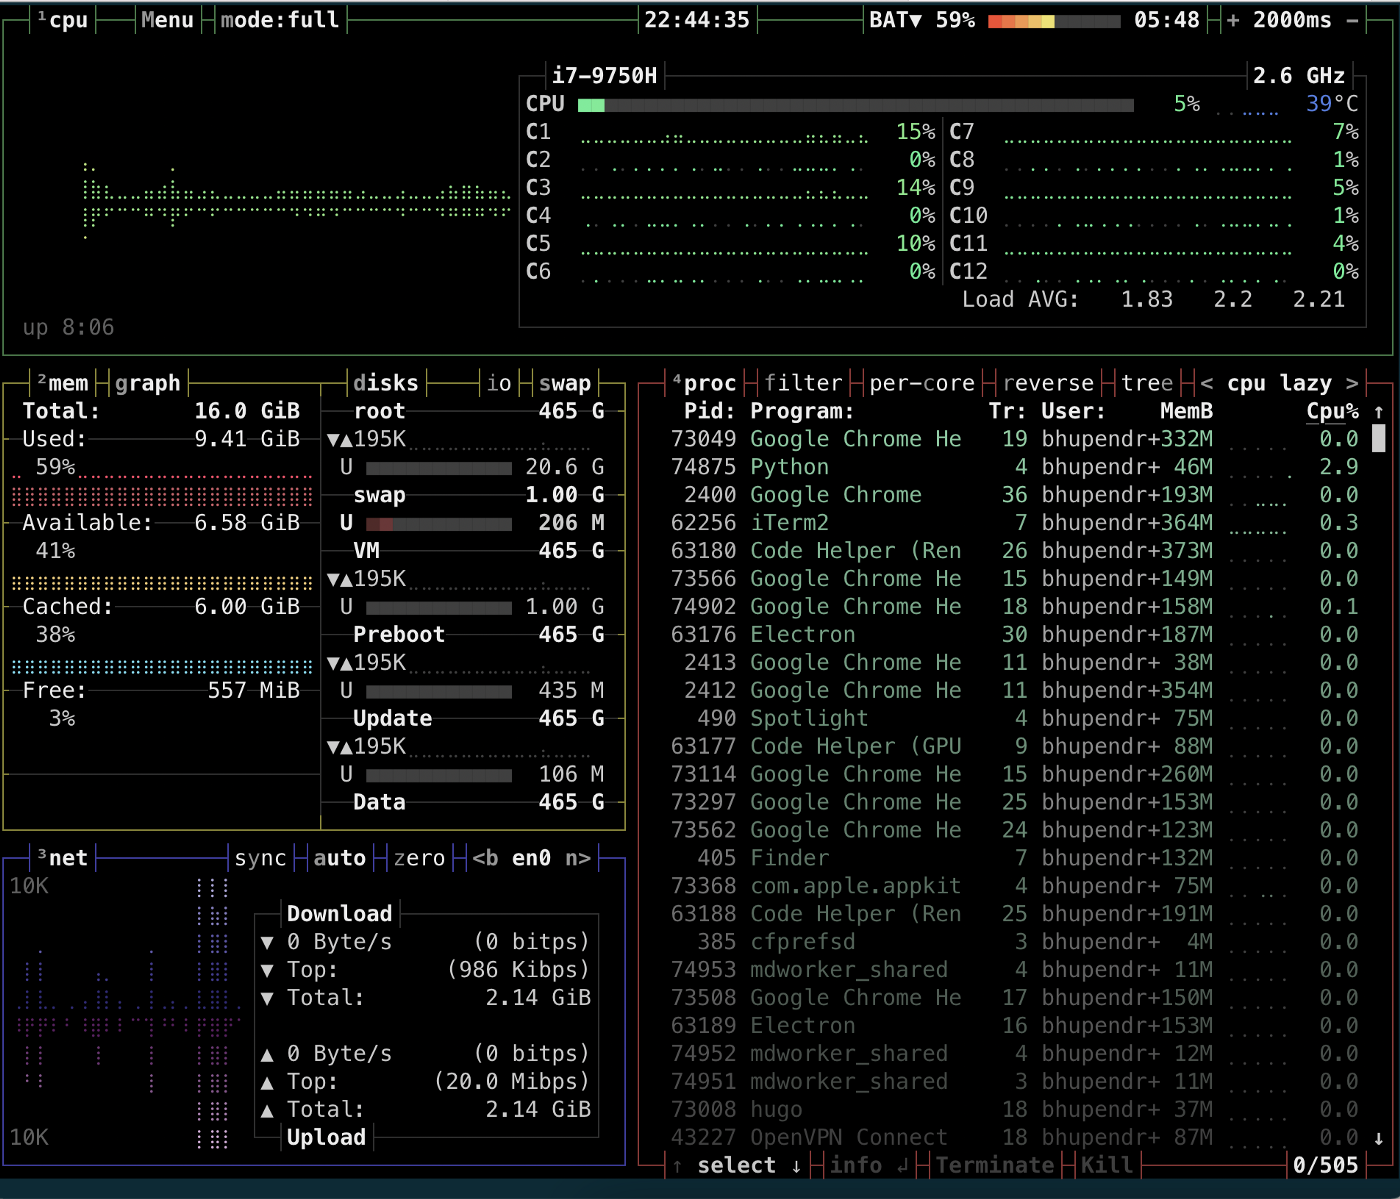 ¹cpu Menu mode:full 22:44:35 BAT▼ 59% 05:48 + 2000ms −
i7-9750H 2.6 GHz
CPU 5% 39°C
C1 15% C7 7%
C2 0% C8 1%
C3 14% C9 5%
C4 0% C10 1%
C5 10% C11 4%
C6 0% C12 0%
Load AVG: 1.83 2.2 2.21
up 8:06
²mem graph disks io swap
Total: 16.0 GiB
Used: 9.41 GiB
59%
Available: 6.58 GiB
41%
Cached: 6.00 GiB
38%
Free: 557 MiB
3%
root 465 G
▼▲195K
U 20.6 G
swap 1.00 G
U 206 M
VM 465 G
▼▲195K
U 1.00 G
Preboot 465 G
▼▲195K
U 435 M
Update 465 G
▼▲195K
U 106 M
Data 465 G
³net sync auto zero <b en0 n>
10K
10K
Download
▼ 0 Byte/s (0 bitps)
▼ Top: (986 Kibps)
▼ Total: 2.14 GiB
▲ 0 Byte/s (0 bitps)
▲ Top: (20.0 Mibps)
▲ Total: 2.14 GiB
Upload
⁴proc filter per-core reverse tree < cpu lazy >
Pid: Program: Tr: User: MemB Cpu% ↑
73049 Google Chrome He 19 bhupendr+332M 0.0
74875 Python 4 bhupendr+ 46M 2.9
2400 Google Chrome 36 bhupendr+193M 0.0
62256 iTerm2 7 bhupendr+364M 0.3
63180 Code Helper (Ren 26 bhupendr+373M 0.0
73566 Google Chrome He 15 bhupendr+149M 0.0
74902 Google Chrome He 18 bhupendr+158M 0.1
63176 Electron 30 bhupendr+187M 0.0
2413 Google Chrome He 11 bhupendr+ 38M 0.0
2412 Google Chrome He 11 bhupendr+354M 0.0
490 Spotlight 4 bhupendr+ 75M 0.0
63177 Code Helper (GPU 9 bhupendr+ 88M 0.0
73114 Google Chrome He 15 bhupendr+260M 0.0
73297 Google Chrome He 25 bhupendr+153M 0.0
73562 Google Chrome He 24 bhupendr+123M 0.0
405 Finder 7 bhupendr+132M 0.0
73368 com.apple.appkit 4 bhupendr+ 75M 0.0
63188 Code Helper (Ren 25 bhupendr+191M 0.0
385 cfprefsd 3 bhupendr+ 4M 0.0
74953 mdworker_shared 4 bhupendr+ 11M 0.0
73508 Google Chrome He 17 bhupendr+150M 0.0
63189 Electron 16 bhupendr+153M 0.0
74952 mdworker_shared 4 bhupendr+ 12M 0.0
74951 mdworker_shared 3 bhupendr+ 11M 0.0
73008 hugo 18 bhupendr+ 37M 0.0
43227 OpenVPN Connect 18 bhupendr+ 87M 0.0 ↓
↑ select ↓ info ↲ Terminate Kill 0/505